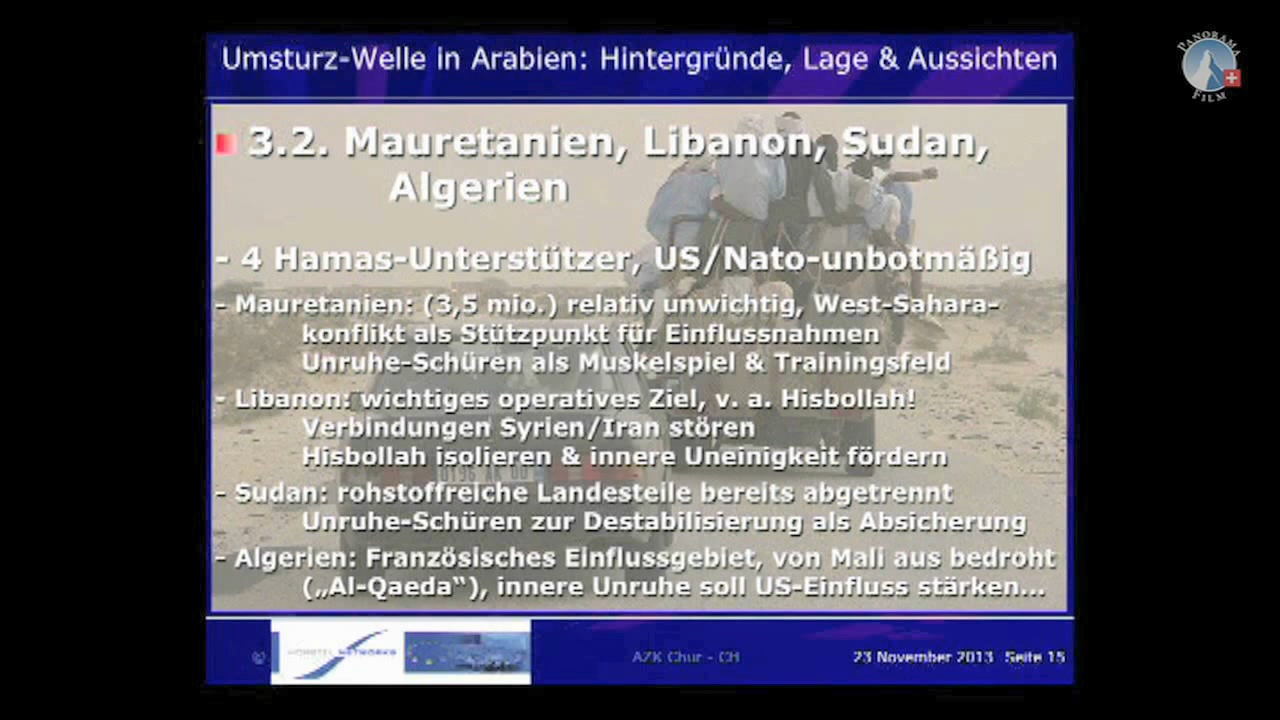 Umsturz-Welle in Arabien: Hintergründe, Lage & Aussichten
PANORAMA
FILM
3.2. Mauretanien, Libanon, Sudan,
Algerien
- 4 Hamas-Unterstützer, US/Nato-unbotmäßig
- Mauretanien: (3,5 mio.) relativ unwichtig, West-Sahara-
konflikt als Stützpunkt für Einflussnahmen
Unruhe-Schüren als Muskelspiel & Trainingsfeld
- Libanon: wichtiges operatives Ziel, v. a. Hisbollah!
Verbindungen Syrien/Iran stören
Hisbollah isolieren & innere Uneinigkeit fördern
- Sudan: rohstoffreiche Landesteile bereits abgetrennt
Unruhe-Schüren zur Destabilisierung als Absicherung
- Algerien: Französisches Einflussgebiet, von Mali aus bedroht
(„Al-Qaeda“), innere Unruhe soll US-Einfluss stärken...
© NETWORKS
AZK Chur - CH
23 November 2013 Seite 15